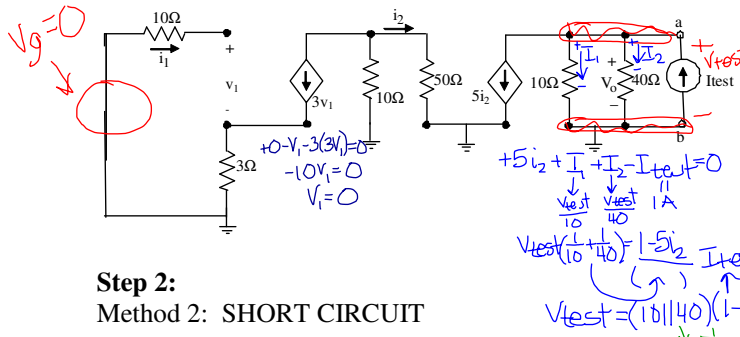 Vg=0
10Ω
i1
+
v1
-
3Ω
3v1
i2
10Ω
50Ω
5i2
10Ω
+ I1
-
+
Vo
-
+ I2
-
40Ω
a
+
Vtest
-
Itest
b
+0-V1-3(3V1)=0
-10V1=0
V1=0
+5i2+I1+I2-Itest=0
Vtest/10 Vtest/40 1A
Vtest(1/10+1/40)=1-5i2
Vtest=(10||40)(1-
Step 2:
Method 2: SHORT CIRCUIT